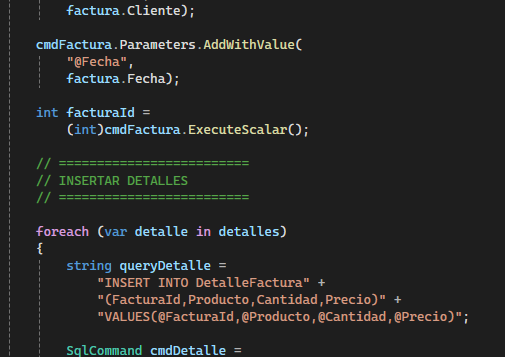 factura.Cliente);
cmdFactura.Parameters.AddWithValue(
"@Fecha",
factura.Fecha);
int facturaId =
(int)cmdFactura.ExecuteScalar();
// =========================
// INSERTAR DETALLES
// =========================
foreach (var detalle in detalles)
{
string queryDetalle =
"INSERT INTO DetalleFactura" +
"(FacturaId,Producto,Cantidad,Precio)" +
"VALUES(@FacturaId,@Producto,@Cantidad,@Precio)";
SqlCommand cmdDetalle =